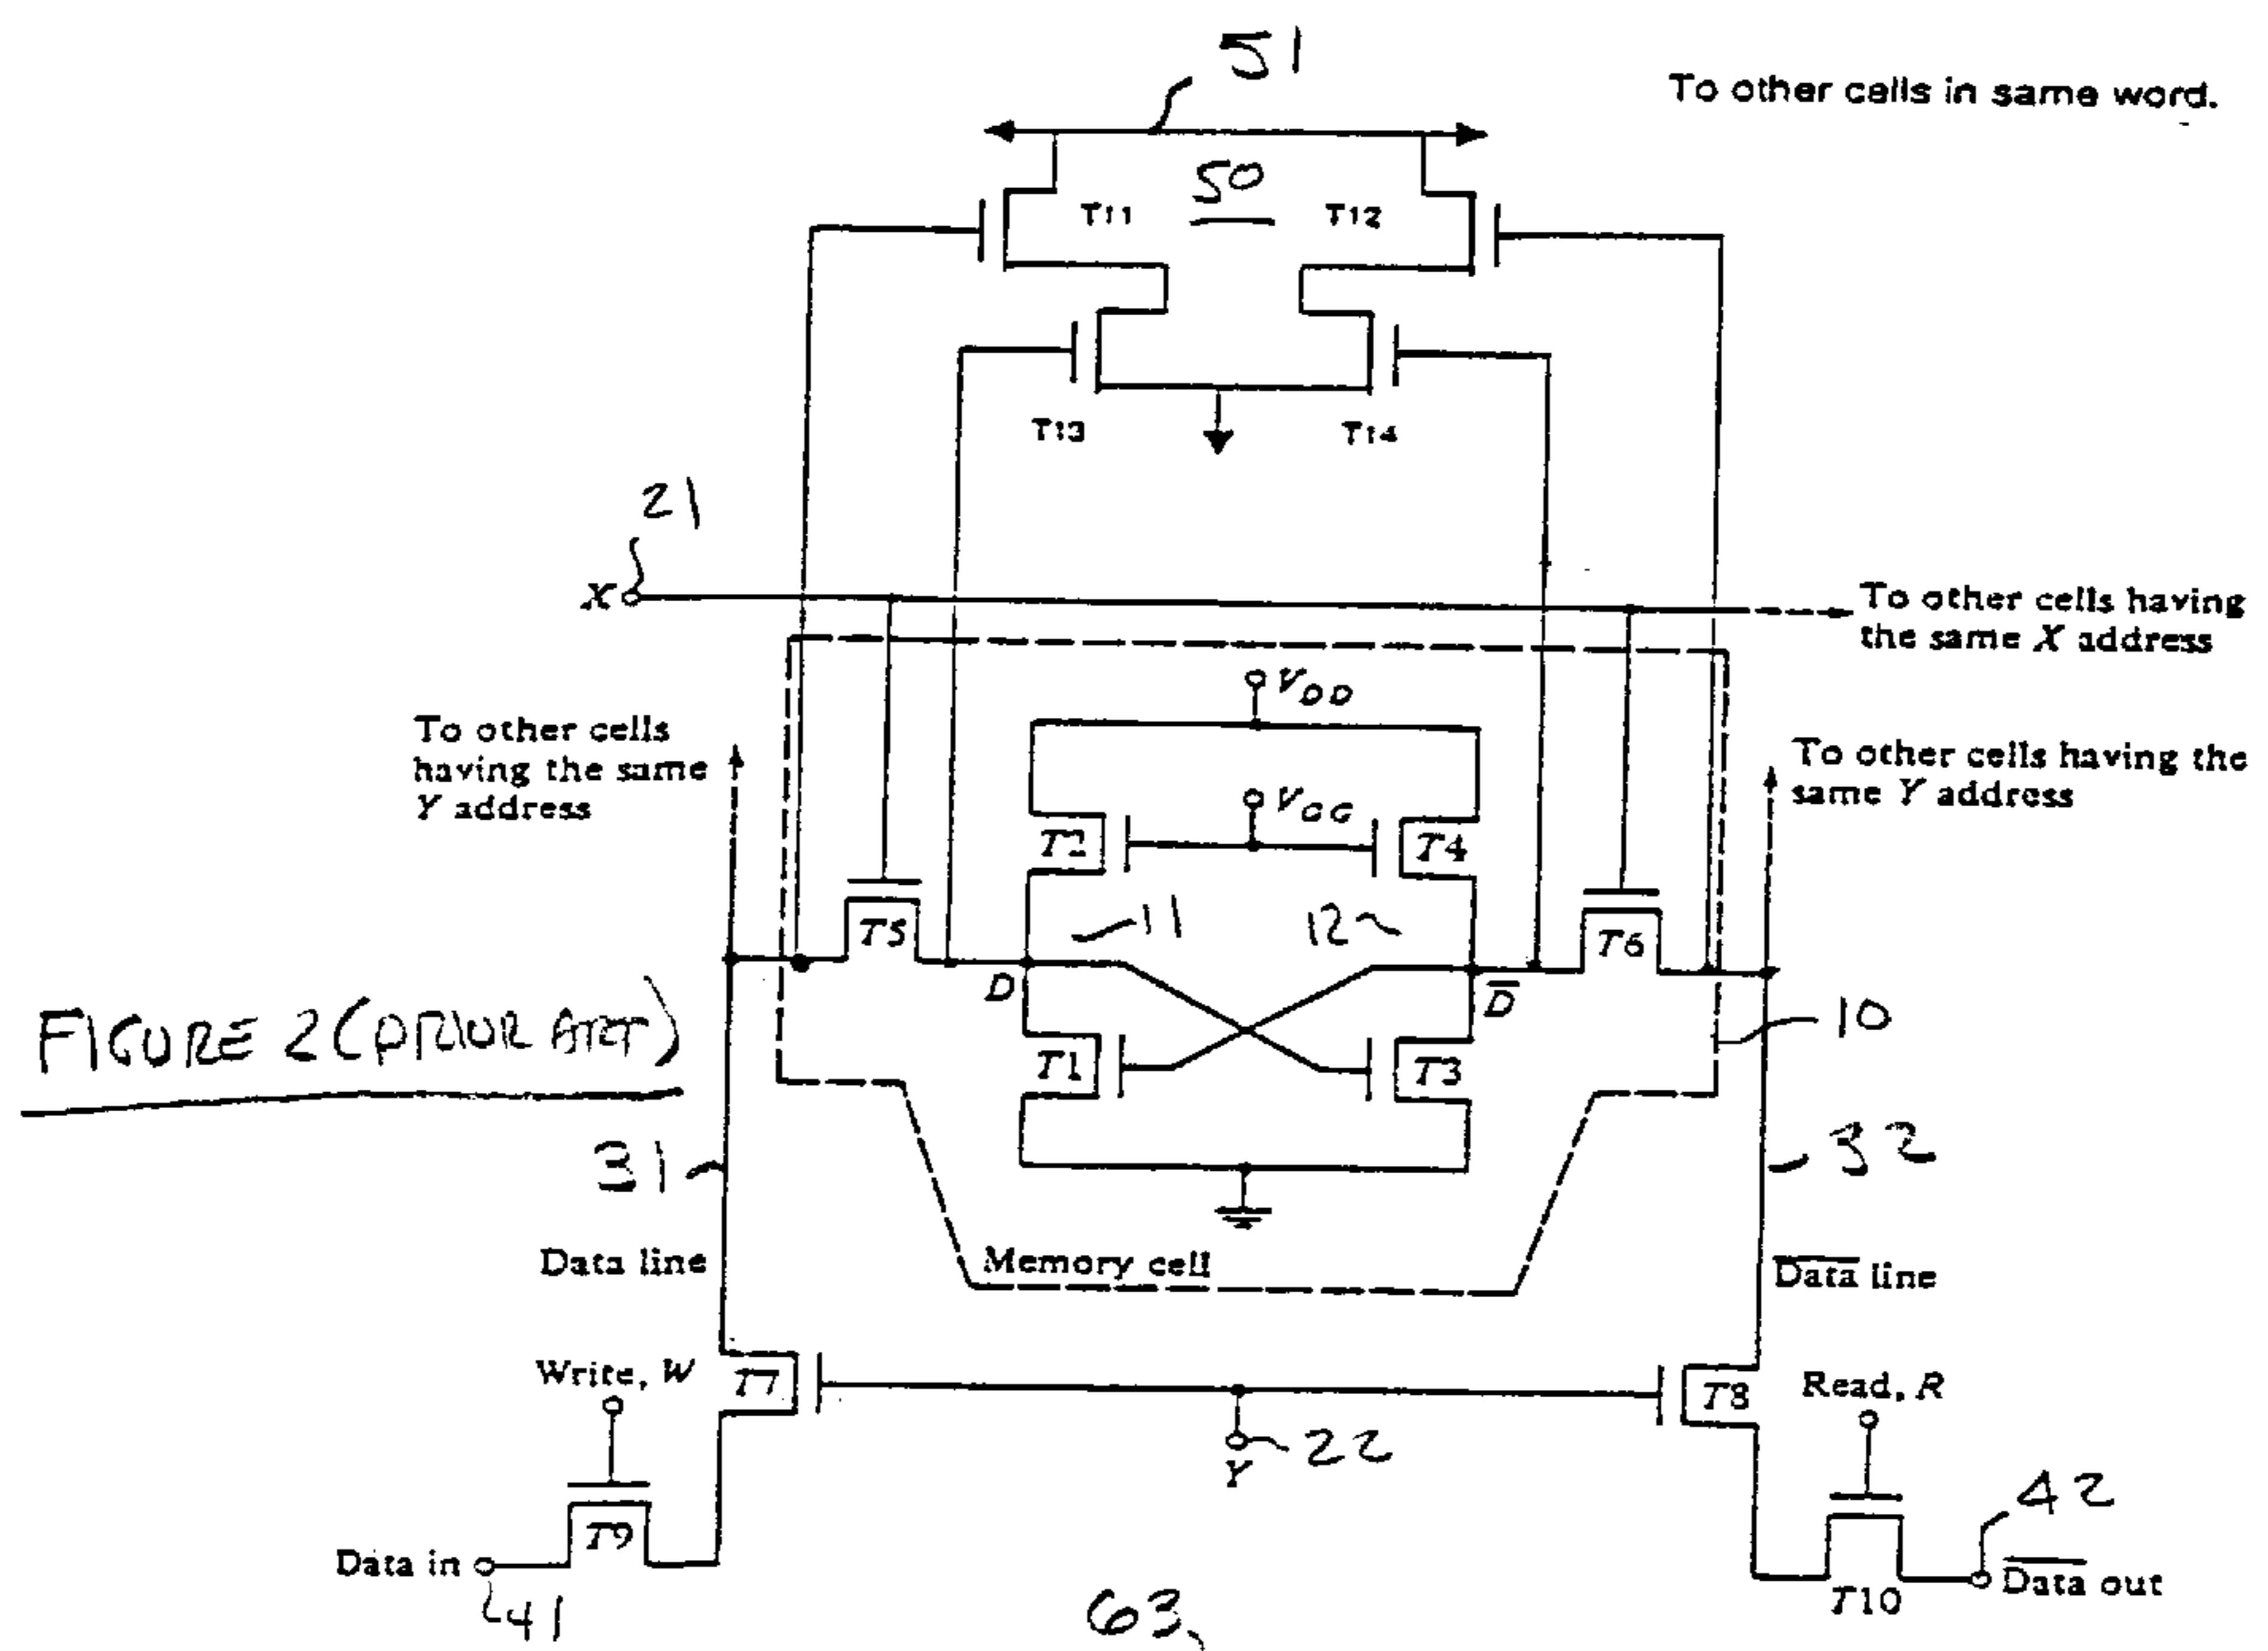 51
To other cells in same word.
50
T11
T12
T13
T14
21
X
To other cells having
the same X address
VDD
To other cells
having the same
Y address
To other cells having the
same Y address
VGG
T2
T4
T5
11
12
T6
D
D̅
10
FIGURE 2 (PRIOR ART)
T1
T3
31
32
Data line
Memory cell
D̅a̅t̅a̅ line
Write, W
T7
T8
Read, R
22
Y
42
T9
Data in
D̅a̅t̅a̅ out
T10
41
63